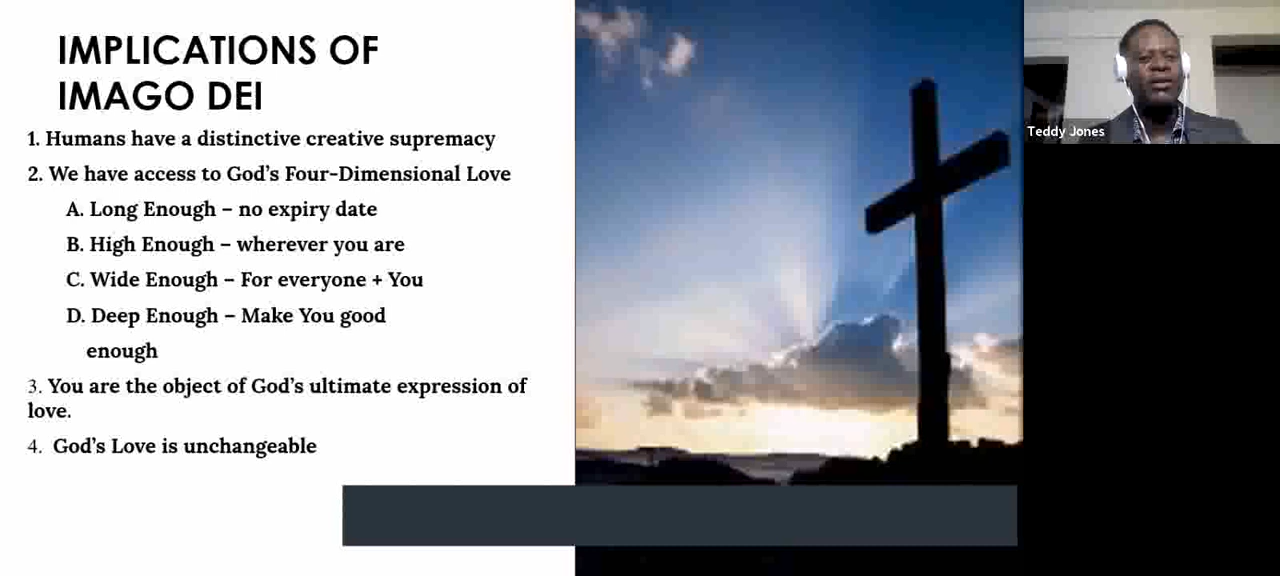 IMPLICATIONS OF
IMAGO DEI
1. Humans have a distinctive creative supremacy
2. We have access to God's Four-Dimensional Love
A. Long Enough – no expiry date
B. High Enough – wherever you are
C. Wide Enough – For everyone + You
D. Deep Enough – Make You good
enough
3. You are the object of God's ultimate expression of
love.
4. God's Love is unchangeable
Teddy Jones